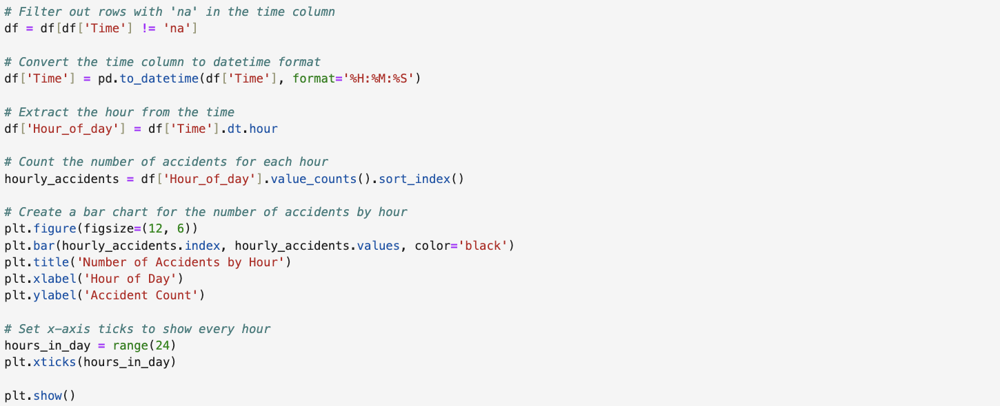 # Filter out rows with 'na' in the time column
df = df[df['Time'] != 'na']

# Convert the time column to datetime format
df['Time'] = pd.to_datetime(df['Time'], format='%H:%M:%S')

# Extract the hour from the time
df['Hour_of_day'] = df['Time'].dt.hour

# Count the number of accidents for each hour
hourly_accidents = df['Hour_of_day'].value_counts().sort_index()

# Create a bar chart for the number of accidents by hour
plt.figure(figsize=(12, 6))
plt.bar(hourly_accidents.index, hourly_accidents.values, color='black')
plt.title('Number of Accidents by Hour')
plt.xlabel('Hour of Day')
plt.ylabel('Accident Count')

# Set x-axis ticks to show every hour
hours_in_day = range(24)
plt.xticks(hours_in_day)

plt.show()